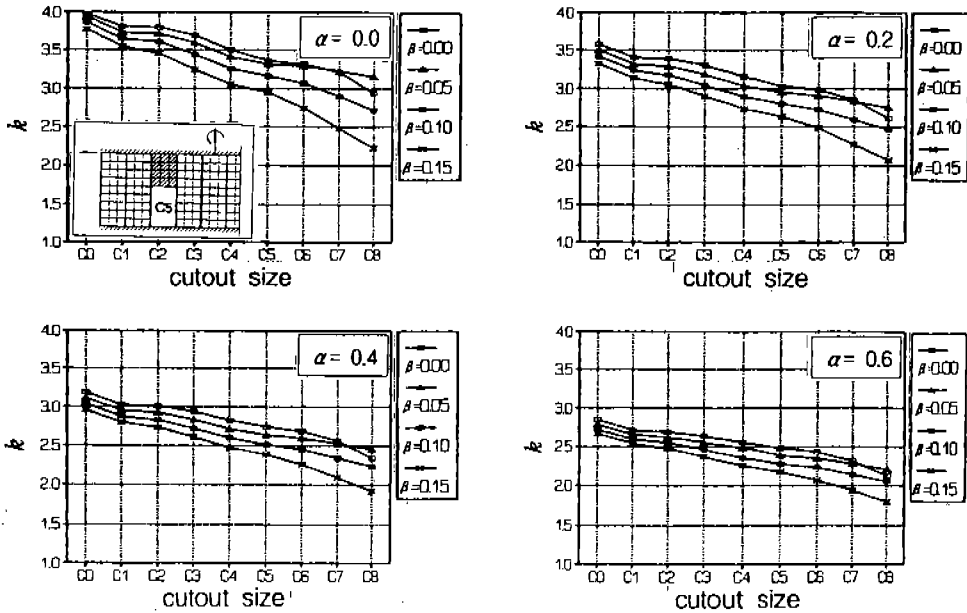 α = 0.0
k
4.0
3.5
3.0
2.5
2.0
1.5
1.0
C0 C1 C2 C3 C4 C5 C6 C7 C8
cutout size
C5
β=0.00
β=0.05
β=0.10
β=0.15
α = 0.2
k
4.0
3.5
3.0
2.5
2.0
1.5
1.0
C0 C1 C2 C3 C4 C5 C6 C7 C8
cutout size
β=0.00
β=0.05
β=0.10
β=0.15
α = 0.4
k
4.0
3.5
3.0
2.5
2.0
1.5
1.0
C0 C1 C2 C3 C4 C5 C6 C7 C8
cutout size
β=0.00
β=0.05
β=0.10
β=0.15
α = 0.6
k
4.0
3.5
3.0
2.5
2.0
1.5
1.0
C0 C1 C2 C3 C4 C5 C6 C7 C8
cutout size
β=0.00
β=0.05
β=0.10
β=0.15